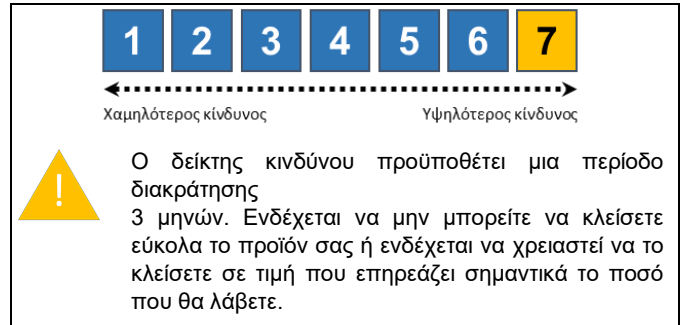 1 2 3 4 5 6 7
Χαμηλότερος κίνδυνος Υψηλότερος κίνδυνος
!
Ο δείκτης κινδύνου προϋποθέτει μια περίοδο
διακράτησης
3 μηνών. Ενδέχεται να μην μπορείτε να κλείσετε
εύκολα το προϊόν σας ή ενδέχεται να χρειαστεί να το
κλείσετε σε τιμή που επηρεάζει σημαντικά το ποσό
που θα λάβετε.